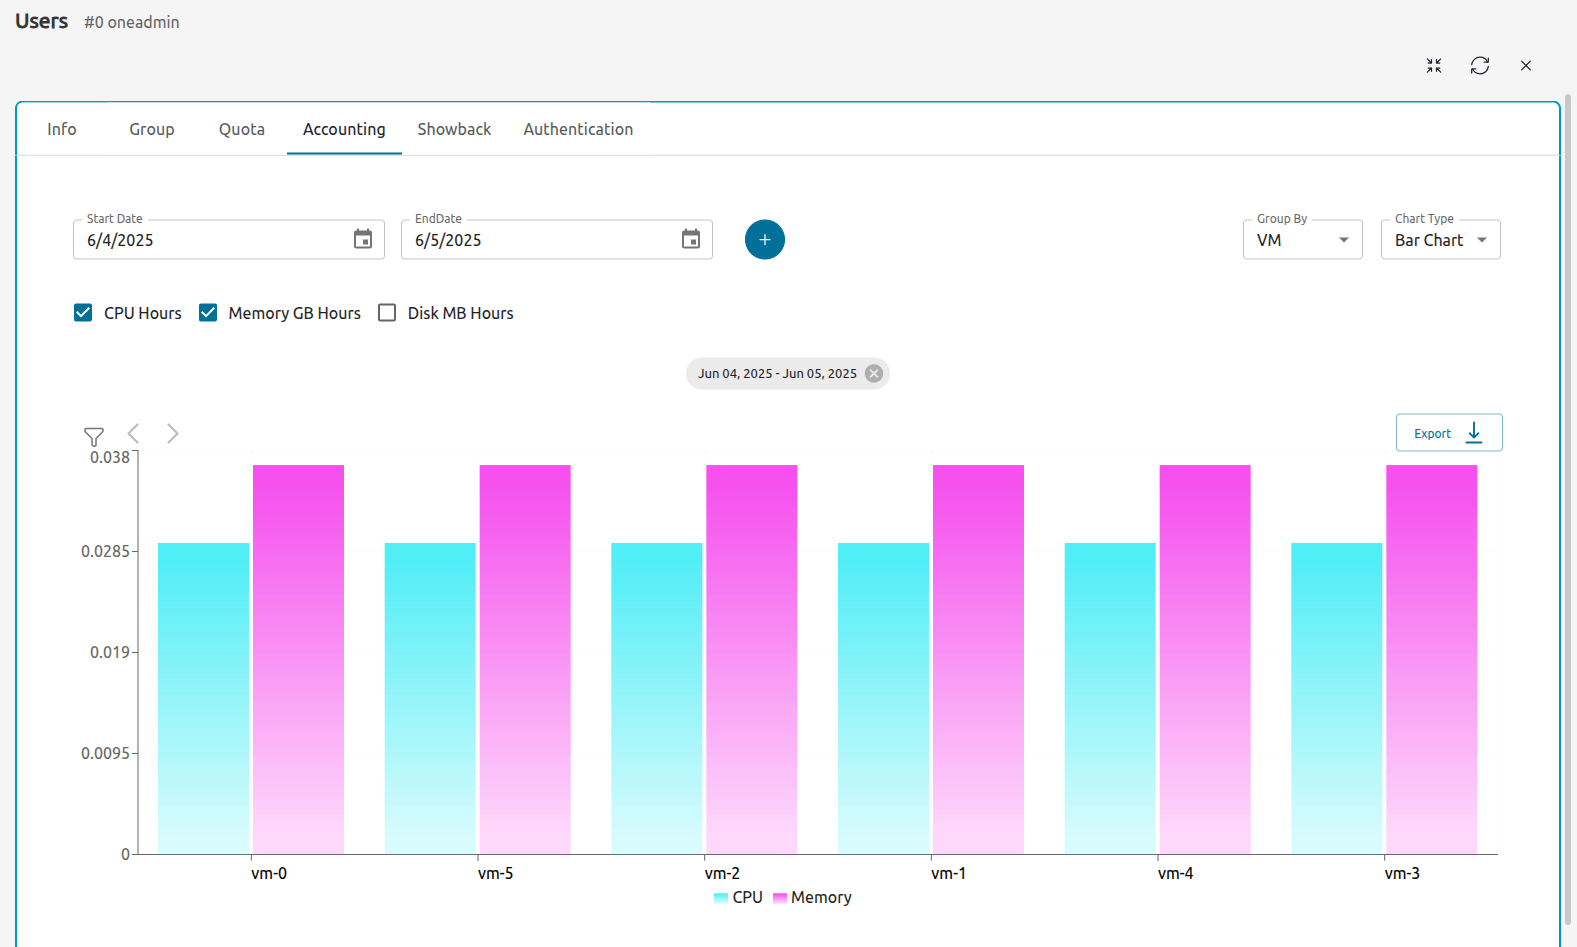 Users #0 oneadmin
Info Group Quota Accounting Showback Authentication
Start Date EndDate Group By Chart Type
6/4/2025 6/5/2025 VM Bar Chart
CPU Hours Memory GB Hours Disk MB Hours
Jun 04, 2025 - Jun 05, 2025
Export
0.038
0.0285
0.019
0.0095
0
vm-0 vm-5 vm-2 vm-1 vm-4 vm-3
CPU Memory